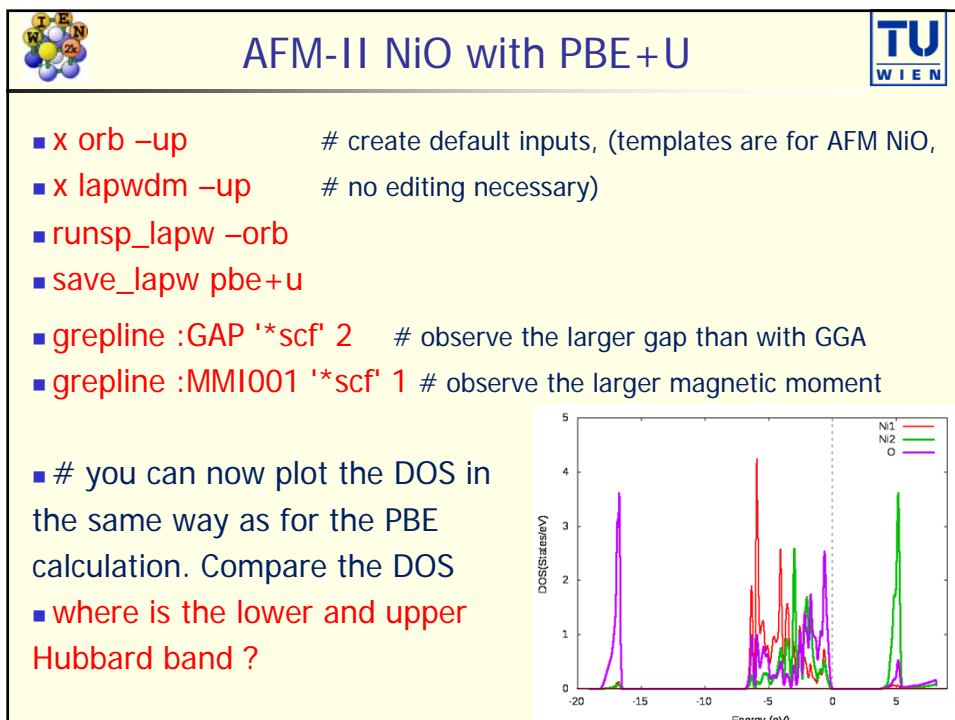 W I E N 2k
AFM-II NiO with PBE+U
TU
WIEN
x orb –up # create default inputs, (templates are for AFM NiO,
x lapwdm –up # no editing necessary)
runsp_lapw –orb
save_lapw pbe+u
grepline :GAP '*scf' 2 # observe the larger gap than with GGA
grepline :MMI001 '*scf' 1 # observe the larger magnetic moment
# you can now plot the DOS in
the same way as for the PBE
calculation. Compare the DOS
where is the lower and upper
Hubbard band ?
Ni1
Ni2
O
DOS(States/eV)
5
4
3
2
1
0
-20 -15 -10 -5 0 5
Energy (eV)